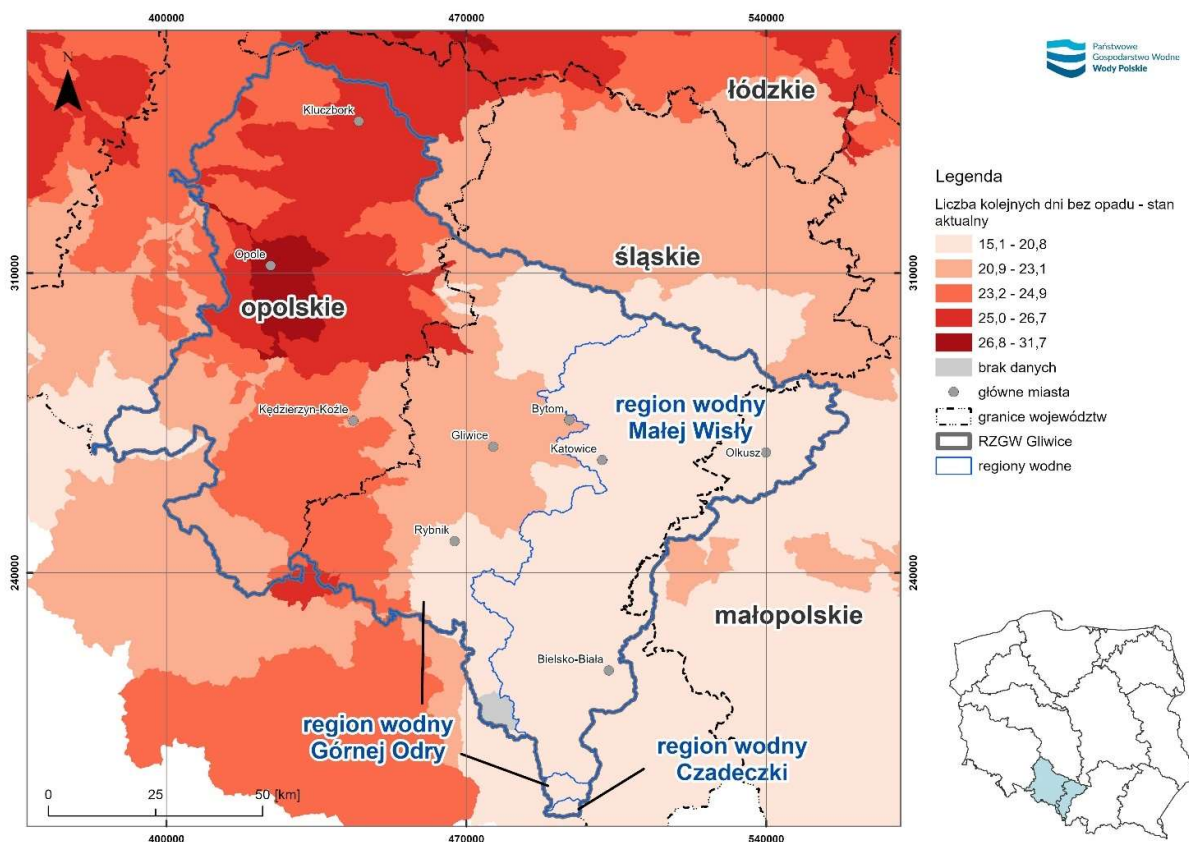 400000
470000
540000
Państwowe
Gospodarstwo Wodne
Wody Polskie
N
łódzkie
Kluczbork
Legenda
Liczba kolejnych dni bez opadu - stan
aktualny
15,1 - 20,8
20,9 - 23,1
23,2 - 24,9
25,0 - 26,7
26,8 - 31,7
brak danych
główne miasta
granice województw
RZGW Gliwice
regiony wodne
310000
310000
śląskie
Opole
opolskie
Kędzierzyn-Koźle
Bytom
region wodny
Małej Wisły
Gliwice
Katowice
Olkusz
Rybnik
240000
240000
małopolskie
Bielsko-Biała
region wodny
Górnej Odry
region wodny
Czadeczki
0
25
50 [km]
400000
470000
540000